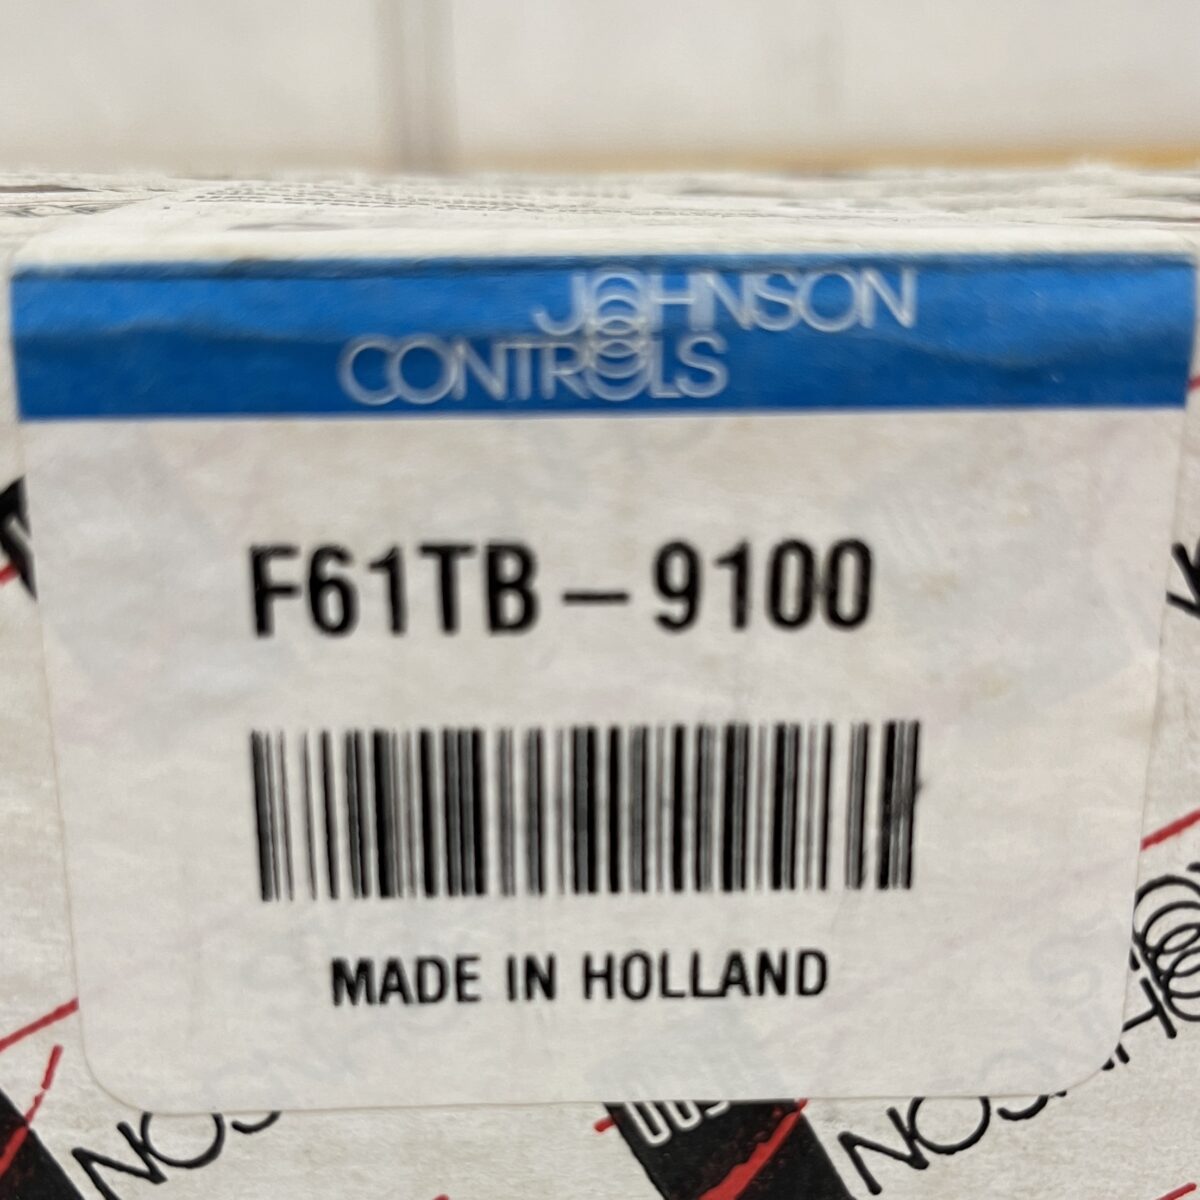 JOHNSON
CONTROLS
F61TB-9100
MADE IN HOLLAND